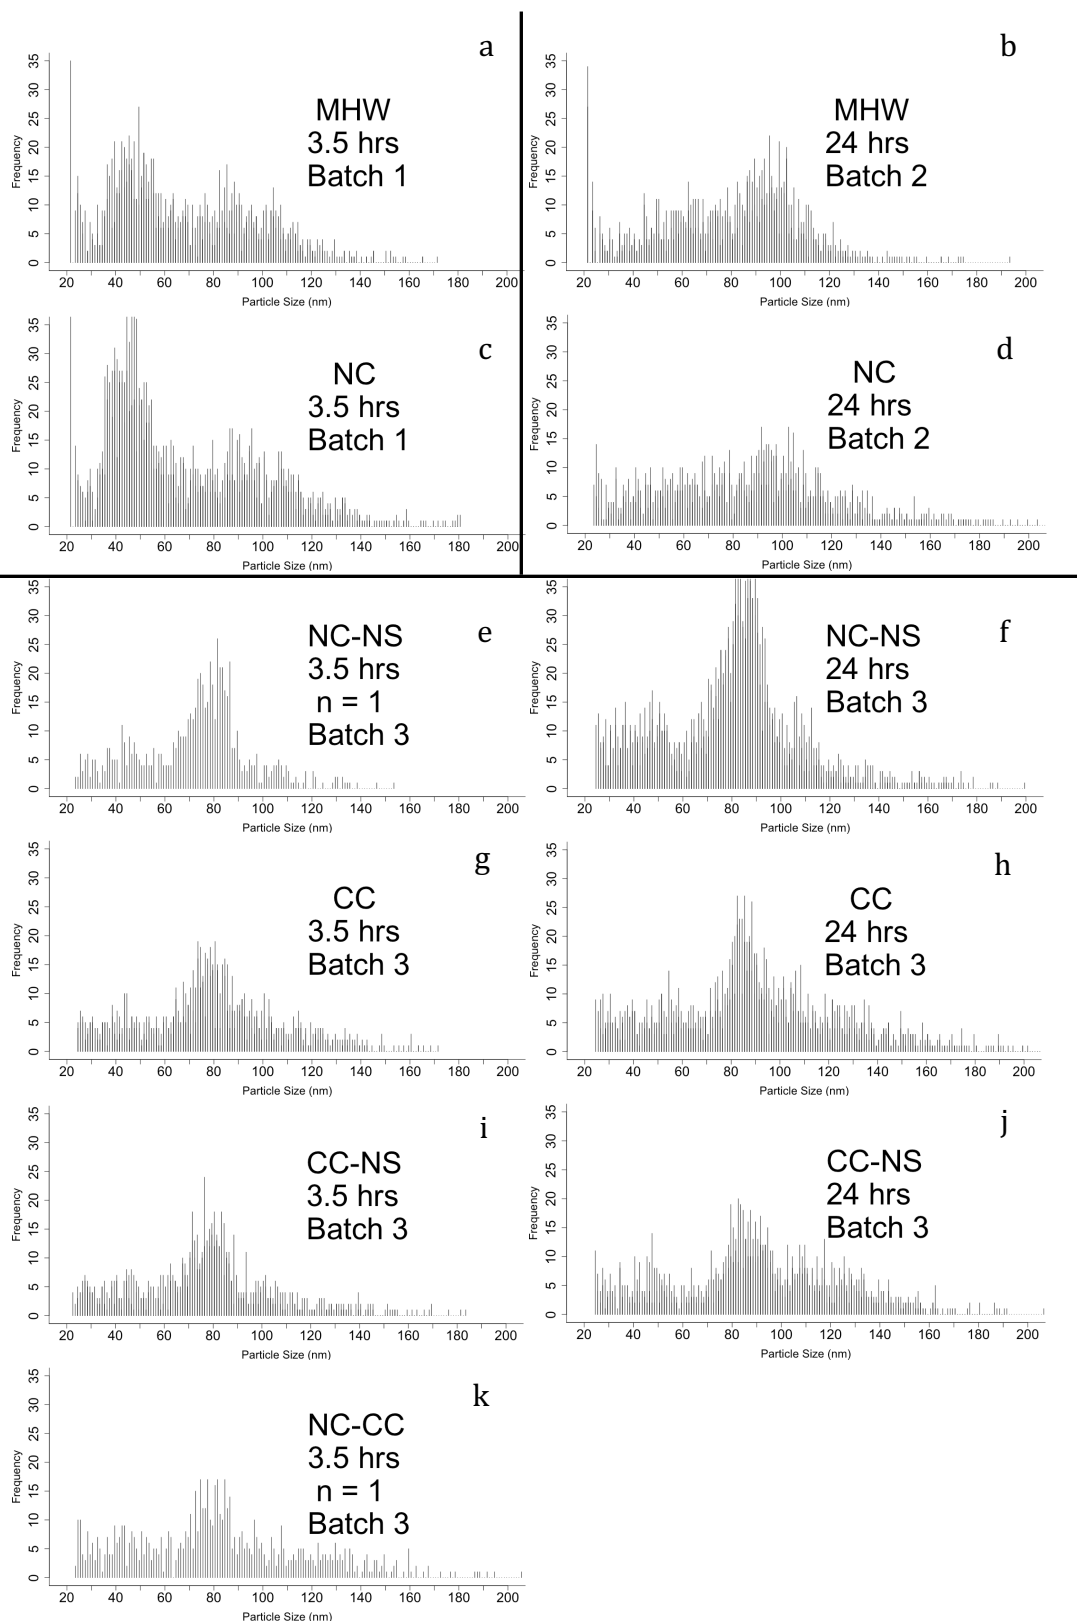 a
MHW
3.5 hrs
Batch 1
Frequency
0 5 10 15 20 25 30 35
20 40 60 80 100 120 140 160 180 200
Particle Size (nm)
b
MHW
24 hrs
Batch 2
Frequency
0 5 10 15 20 25 30 35
20 40 60 80 100 120 140 160 180 200
Particle Size (nm)
c
NC
3.5 hrs
Batch 1
Frequency
0 5 10 15 20 25 30 35
20 40 60 80 100 120 140 160 180 200
Particle Size (nm)
d
NC
24 hrs
Batch 2
Frequency
0 5 10 15 20 25 30 35
20 40 60 80 100 120 140 160 180 200
Particle Size (nm)
e
NC-NS
3.5 hrs
n = 1
Batch 3
Frequency
0 5 10 15 20 25 30 35
20 40 60 80 100 120 140 160 180 200
Particle Size (nm)
f
NC-NS
24 hrs
Batch 3
Frequency
0 5 10 15 20 25 30 35
20 40 60 80 100 120 140 160 180 200
Particle Size (nm)
g
CC
3.5 hrs
Batch 3
Frequency
0 5 10 15 20 25 30 35
20 40 60 80 100 120 140 160 180 200
Particle Size (nm)
h
CC
24 hrs
Batch 3
Frequency
0 5 10 15 20 25 30 35
20 40 60 80 100 120 140 160 180 200
Particle Size (nm)
i
CC-NS
3.5 hrs
Batch 3
Frequency
0 5 10 15 20 25 30 35
20 40 60 80 100 120 140 160 180 200
Particle Size (nm)
j
CC-NS
24 hrs
Batch 3
Frequency
0 5 10 15 20 25 30 35
20 40 60 80 100 120 140 160 180 200
Particle Size (nm)
k
NC-CC
3.5 hrs
n = 1
Batch 3
Frequency
0 5 10 15 20 25 30 35
20 40 60 80 100 120 140 160 180 200
Particle Size (nm)